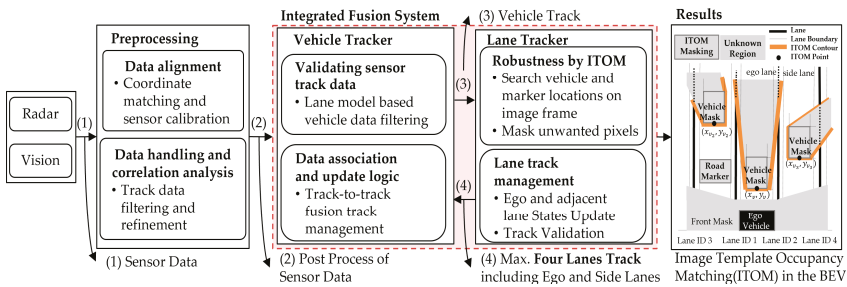 Integrated Fusion System
(3) Vehicle Track
Results
Preprocessing
Data alignment
• Coordinate
matching and
sensor calibration
Data handling and
correlation analysis
• Track data
filtering and
refinement
Radar
Vision
(1)
(2)
Vehicle Tracker
Validating sensor
track data
• Lane model based
vehicle data filtering
Data association
and update logic
• Track-to-track
fusion track
management
(3)
(4)
Lane Tracker
Robustness by ITOM
• Search vehicle and
marker locations on
image frame
• Mask unwanted pixels
Lane track
management
• Ego and adjacent
lane States Update
• Track Validation
ITOM
Masking
Unknown
Region
Lane
Lane Boundary
ITOM Contour
ITOM Point
ego lane
side lane
Vehicle
Mask
Vehicle
Mask
Road
Marker
Vehicle
Mask
Front Mask
Ego
Vehicle
Lane ID 3
Lane ID 1
Lane ID 2
Lane ID 4
(1) Sensor Data
(2) Post Process of
Sensor Data
(4) Max. Four Lanes Track
including Ego and Side Lanes
Image Template Occupancy
Matching(ITOM) in the BEV